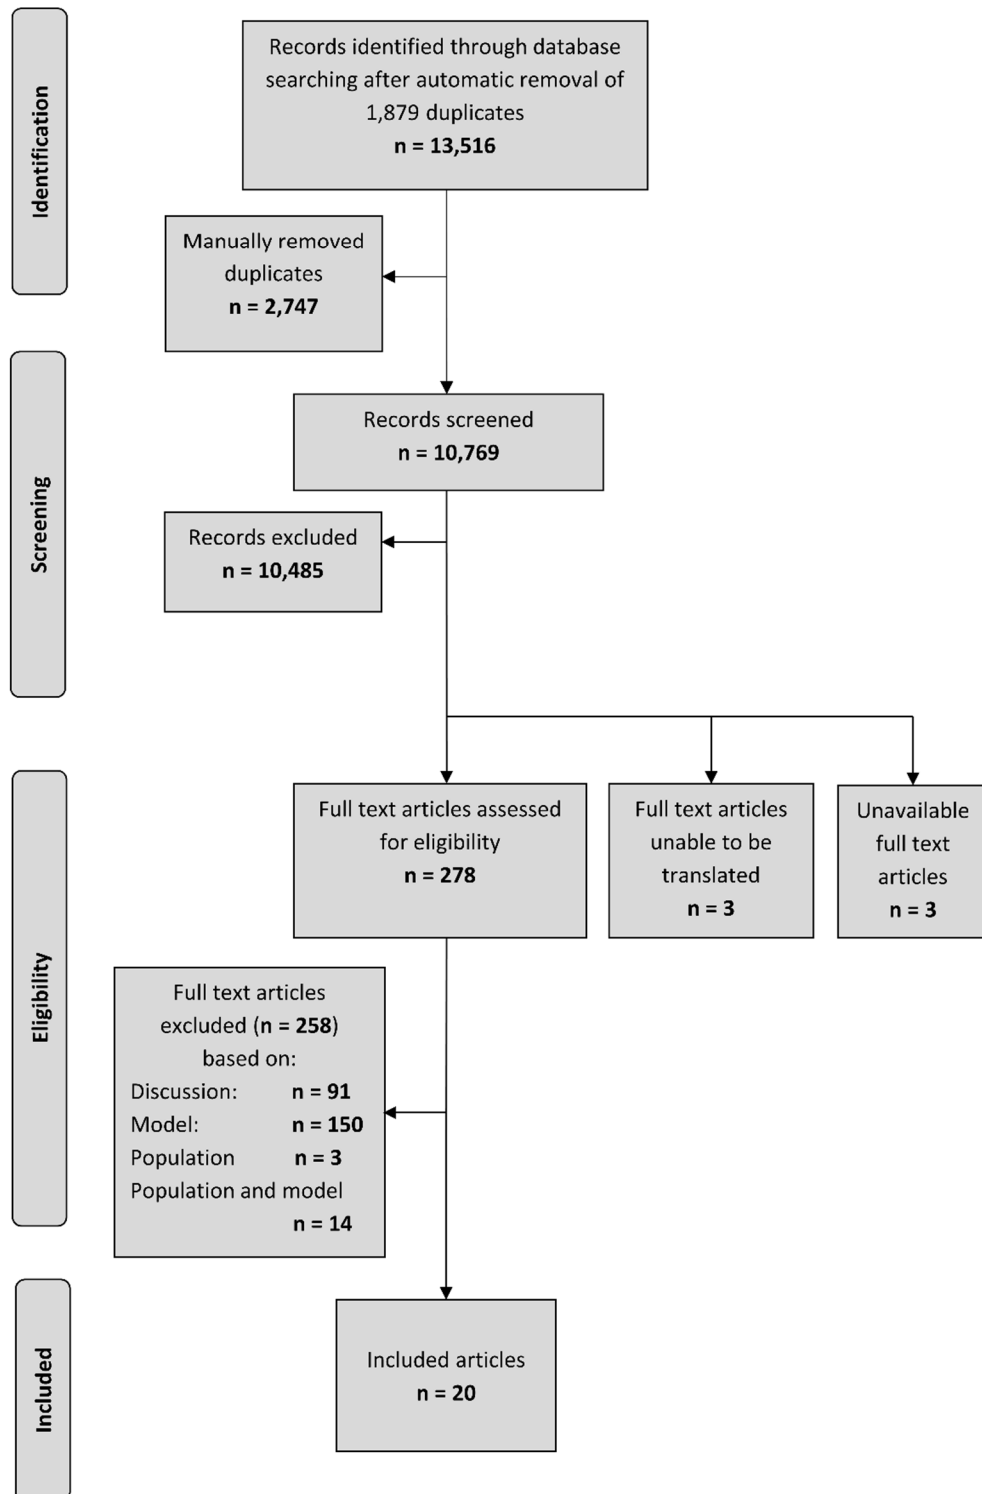 Identification
Records identified through database
searching after automatic removal of
1,879 duplicates
n = 13,516
Manually removed
duplicates
n = 2,747
Screening
Records screened
n = 10,769
Records excluded
n = 10,485
Eligibility
Full text articles assessed
for eligibility
n = 278
Full text articles
unable to be
translated
n = 3
Unavailable
full text
articles
n = 3
Full text articles
excluded (n = 258)
based on:
Discussion: n = 91
Model: n = 150
Population n = 3
Population and model
n = 14
Included
Included articles
n = 20